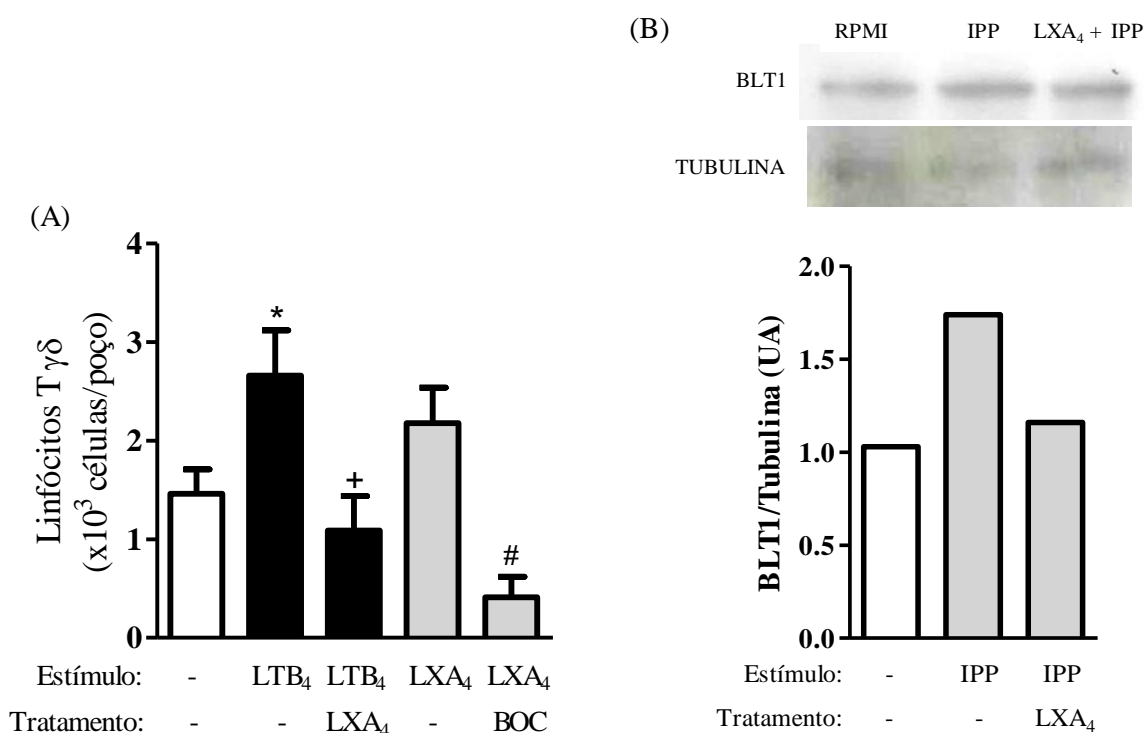 (B)
RPMI IPP LXA₄ + IPP
BLT1
TUBULINA
(A)
Linfócitos T γδ
(x10³ células/poço)
4
3
2
1
0
*
+
#
Estímulo: - LTB₄ LTB₄ LXA₄ LXA₄
Tratamento: - - LXA₄ - BOC
BLT1/Tubulina (UA)
2.0
1.5
1.0
0.5
0.0
Estímulo: - IPP IPP
Tratamento: - - LXA₄